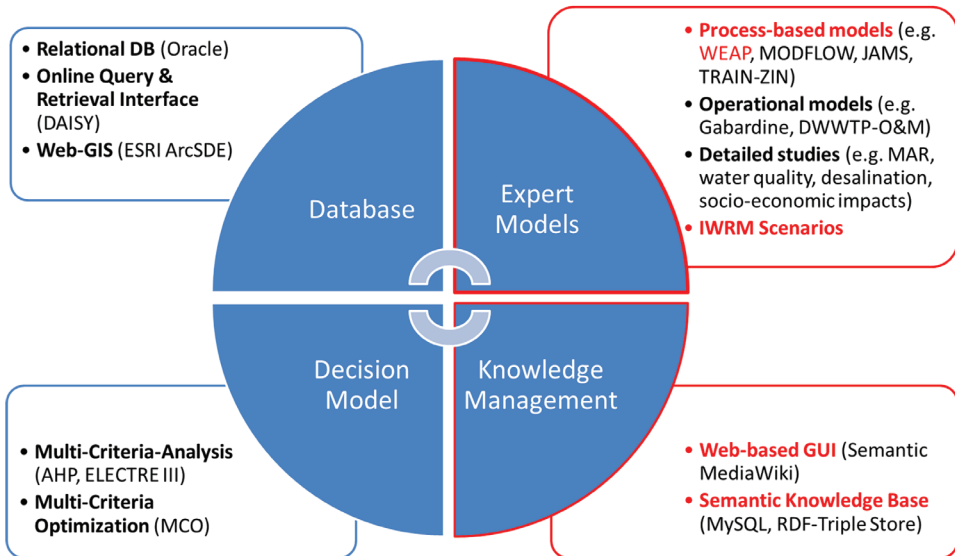 • Relational DB (Oracle)
• Online Query &
Retrieval Interface
(DAISY)
• Web-GIS (ESRI ArcSDE)
• Process-based models (e.g.
WEAP, MODFLOW, JAMS,
TRAIN-ZIN)
• Operational models (e.g.
Gabardine, DWWTP-O&M)
• Detailed studies (e.g. MAR,
water quality, desalination,
socio-economic impacts)
• IWRM Scenarios
Database
Expert
Models
Decision
Model
Knowledge
Management
• Multi-Criteria-Analysis
(AHP, ELECTRE III)
• Multi-Criteria
Optimization (MCO)
• Web-based GUI (Semantic
MediaWiki)
• Semantic Knowledge Base
(MySQL, RDF-Triple Store)